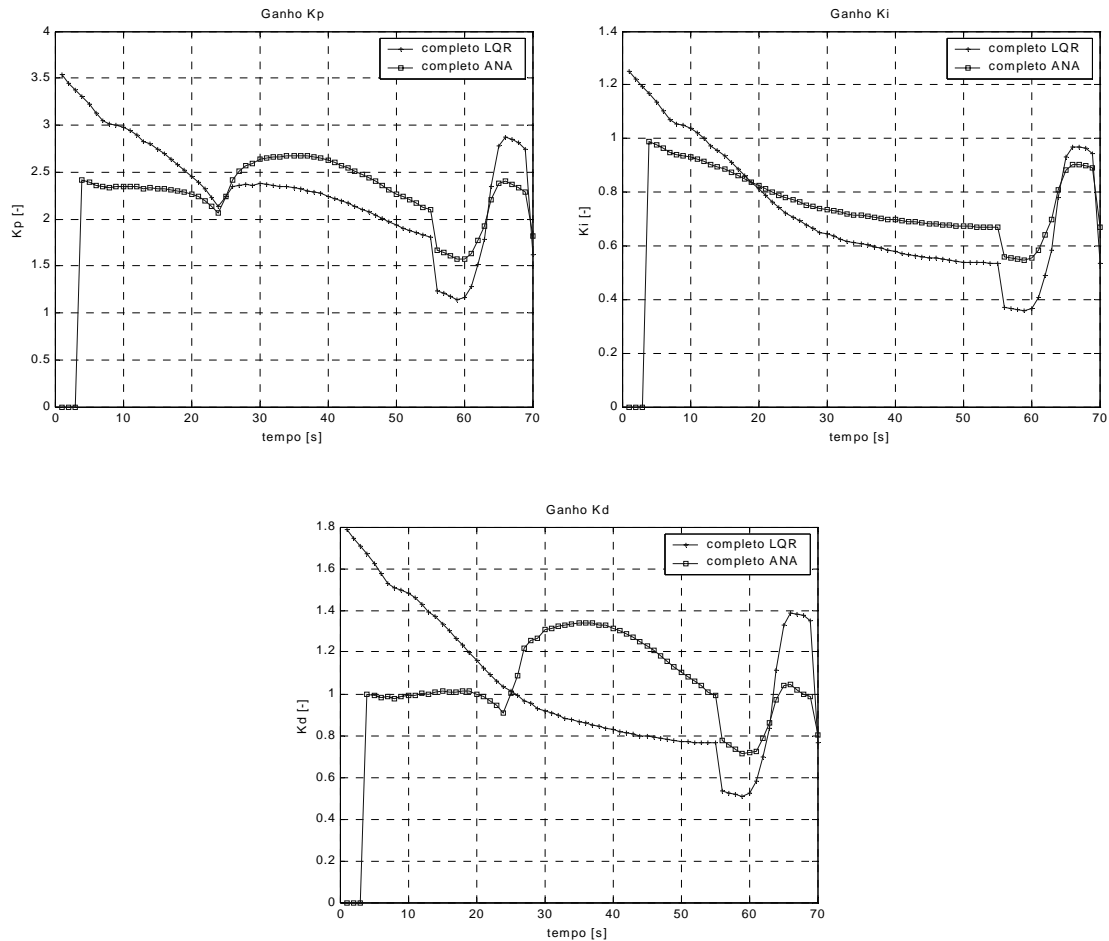 Ganho Kp
4
3.5
3
2.5
2
1.5
1
0.5
0
Kp [-]
completo LQR
completo ANA
0 10 20 30 40 50 60 70
tempo [s]
Ganho Ki
1.4
1.2
1
0.8
0.6
0.4
0.2
0
Ki [-]
completo LQR
completo ANA
0 10 20 30 40 50 60 70
tempo [s]
Ganho Kd
1.8
1.6
1.4
1.2
1
0.8
0.6
0.4
0.2
0
Kd [-]
completo LQR
completo ANA
0 10 20 30 40 50 60 70
tempo [s]